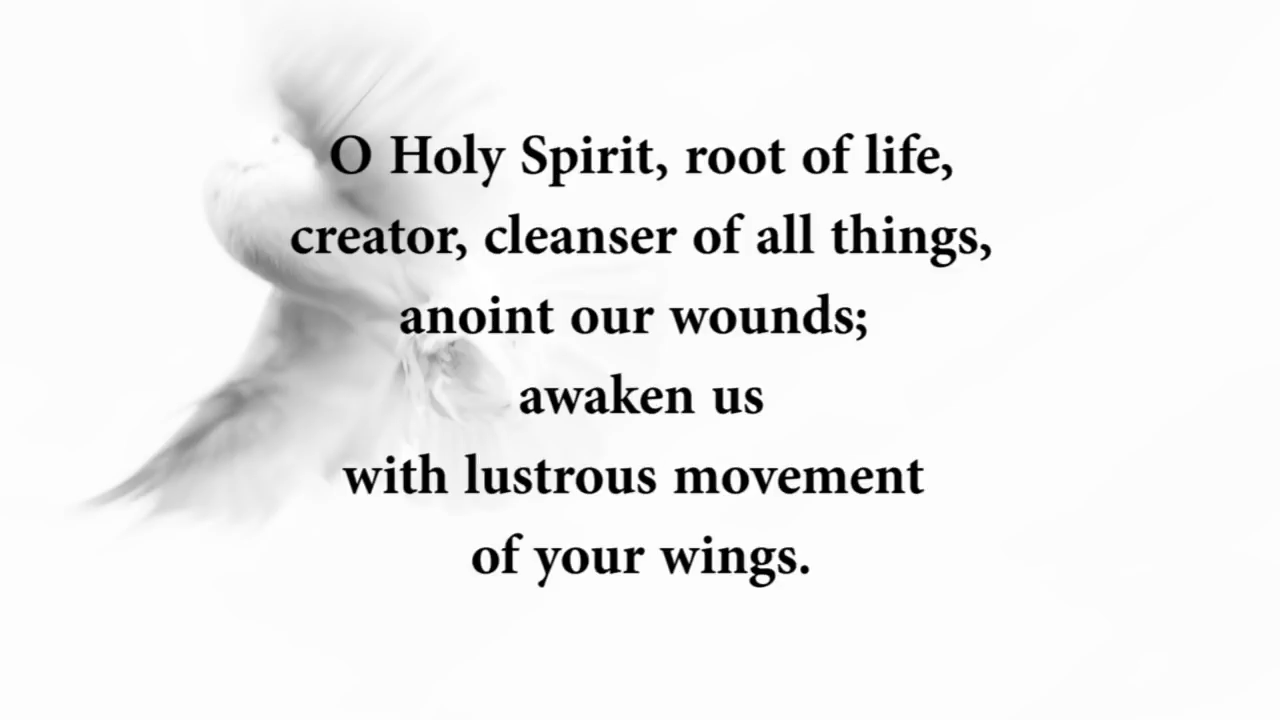 O Holy Spirit, root of life,
creator, cleanser of all things,
anoint our wounds;
awaken us
with lustrous movement
of your wings.